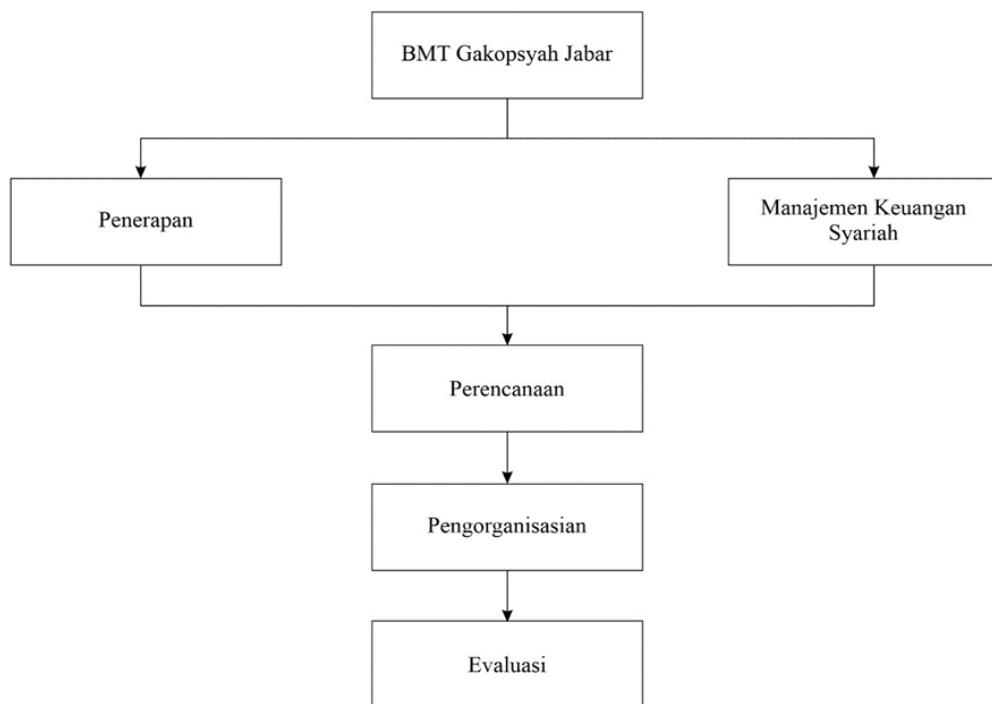 BMT Gakopsyah Jabar
Penerapan
Manajemen Keuangan
Syariah
Perencanaan
Pengorganisasian
Evaluasi